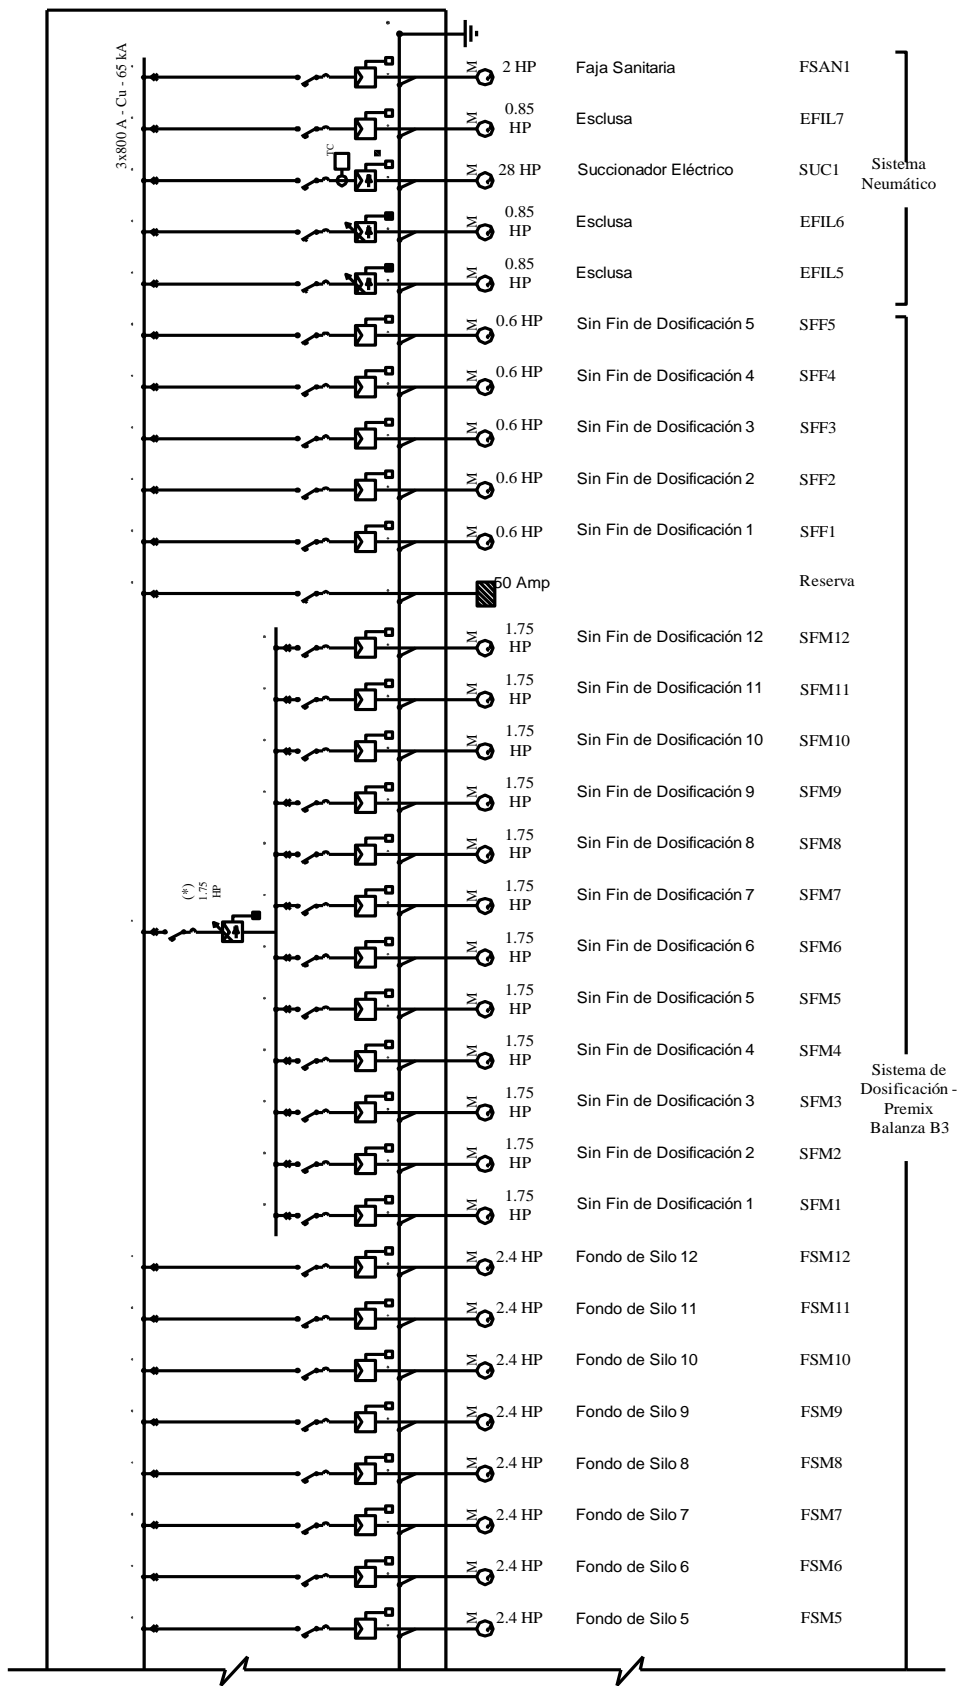 3x800 A - Cu - 65 kA
M 2 HP Faja Sanitaria FSAN1
M 0.85 HP Esclusa EFIL7
TC
M 28 HP Succionador Eléctrico SUC1
Sistema
Neumático
M 0.85 HP Esclusa EFIL6
M 0.85 HP Esclusa EFIL5
M 0.6 HP Sin Fin de Dosificación 5 SFF5
M 0.6 HP Sin Fin de Dosificación 4 SFF4
M 0.6 HP Sin Fin de Dosificación 3 SFF3
M 0.6 HP Sin Fin de Dosificación 2 SFF2
M 0.6 HP Sin Fin de Dosificación 1 SFF1
50 Amp Reserva
M 1.75 HP Sin Fin de Dosificación 12 SFM12
M 1.75 HP Sin Fin de Dosificación 11 SFM11
M 1.75 HP Sin Fin de Dosificación 10 SFM10
M 1.75 HP Sin Fin de Dosificación 9 SFM9
M 1.75 HP Sin Fin de Dosificación 8 SFM8
(*)
1.75
HP
M 1.75 HP Sin Fin de Dosificación 7 SFM7
M 1.75 HP Sin Fin de Dosificación 6 SFM6
M 1.75 HP Sin Fin de Dosificación 5 SFM5
M 1.75 HP Sin Fin de Dosificación 4 SFM4
M 1.75 HP Sin Fin de Dosificación 3 SFM3
Sistema de
Dosificación -
Premix
Balanza B3
M 1.75 HP Sin Fin de Dosificación 2 SFM2
M 1.75 HP Sin Fin de Dosificación 1 SFM1
M 2.4 HP Fondo de Silo 12 FSM12
M 2.4 HP Fondo de Silo 11 FSM11
M 2.4 HP Fondo de Silo 10 FSM10
M 2.4 HP Fondo de Silo 9 FSM9
M 2.4 HP Fondo de Silo 8 FSM8
M 2.4 HP Fondo de Silo 7 FSM7
M 2.4 HP Fondo de Silo 6 FSM6
M 2.4 HP Fondo de Silo 5 FSM5